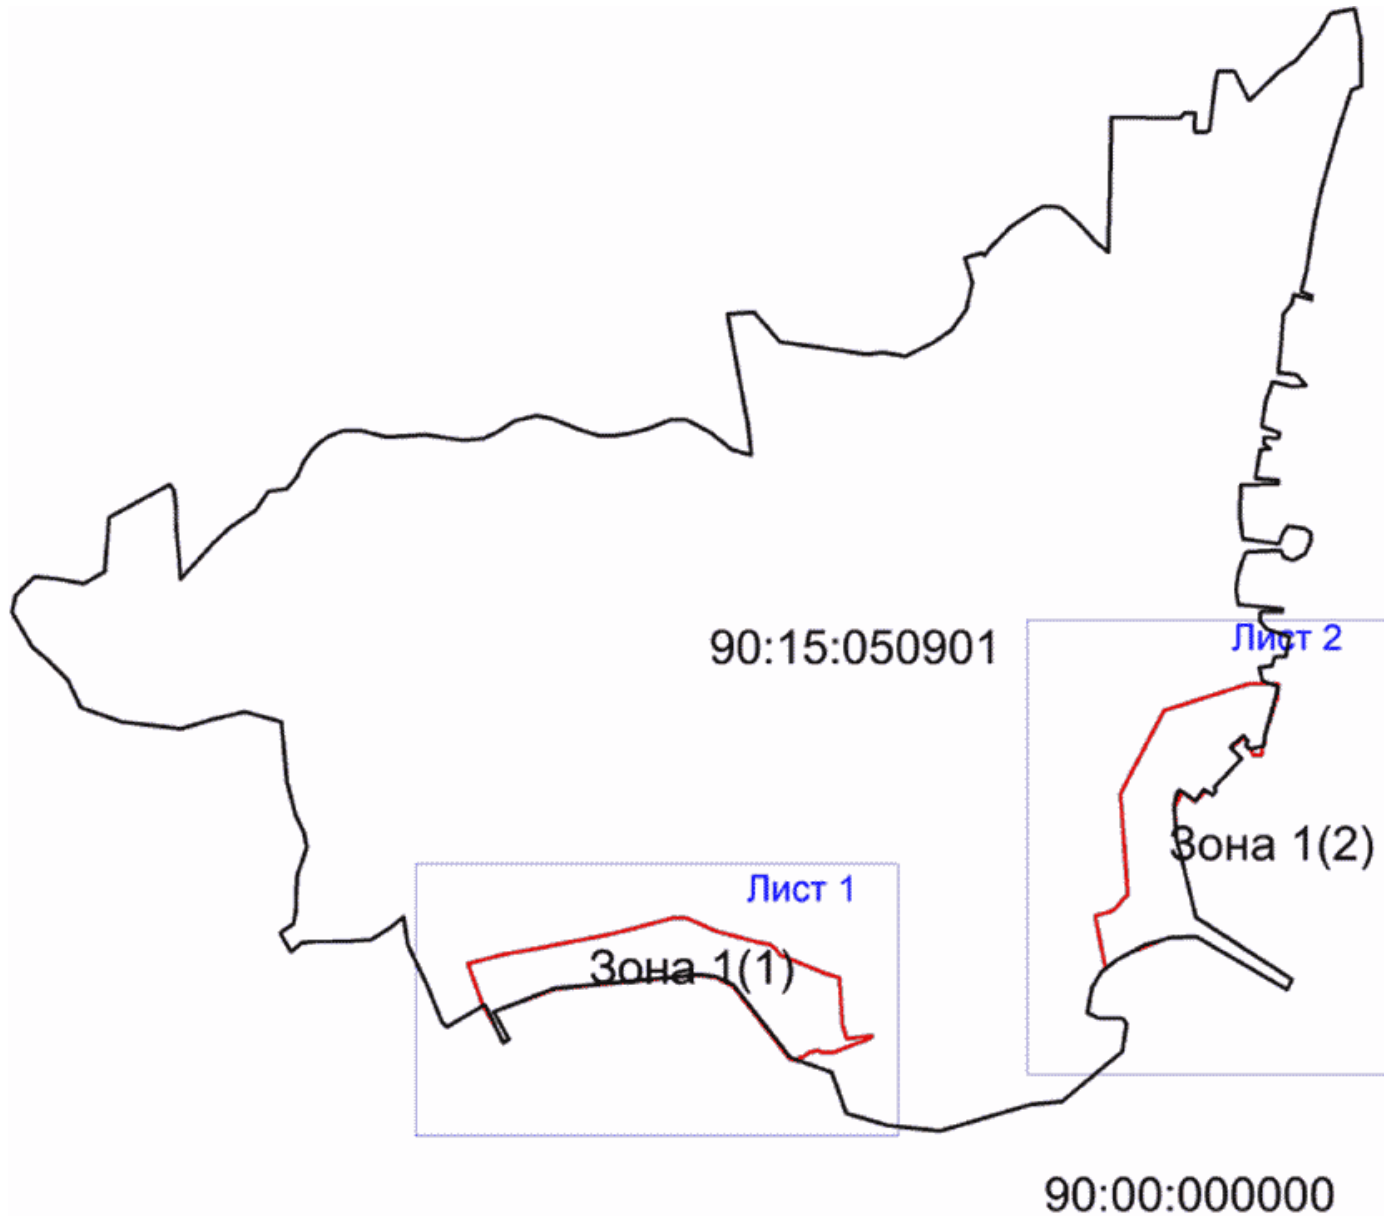 90:15:050901
Лист 2
Зона 1(2)
Лист 1
Зона 1(1)
90:00:000000